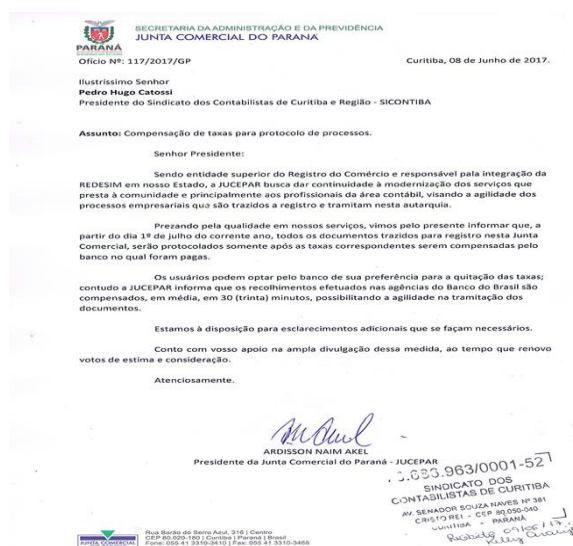 SECRETARIA DA ADMINISTRAÇÃO E DA PREVIDÊNCIA
JUNTA COMERCIAL DO PARANÁ
PARANÁ
Ofício Nº: 117/2017/GP
Curitiba, 08 de Junho de 2017.
Ilustríssimo Senhor
Pedro Hugo Catossi
Presidente do Sindicato dos Contabilistas de Curitiba e Região - SICONTIBA
Assunto: Compensação de taxas para protocolo de processos.
Senhor Presidente:
Sendo entidade superior do Registro do Comércio e responsável pala integração da
REDESIM em nosso Estado, a JUCEPAR busca dar continuidade à modernização dos serviços que
presta à comunidade e principalmente aos profissionais da área contábil, visando a agilidade dos
processos empresariais que são trazidos a registro e tramitam nesta autarquia.
Prezando pela qualidade em nossos serviços, vimos pelo presente informar que, a
partir do dia 1º de julho do corrente ano, todos os documentos trazidos para registro nesta Junta
Comercial, serão protocolados somente após as taxas correspondentes serem compensadas pelo
banco no qual foram pagas.
Os usuários podem optar pelo banco de sua preferência para a quitação das taxas;
contudo a JUCEPAR informa que os recolhimentos efetuados nas agências do Banco do Brasil são
compensados, em média, em 30 (trinta) minutos, possibilitando a agilidade na tramitação dos
documentos.
Estamos à disposição para esclarecimentos adicionais que se façam necessários.
Conto com vosso apoio na ampla divulgação dessa medida, ao tempo que renovo
votos de estima e consideração.
Atenciosamente.
ARDISSON NAIM AKEL
Presidente da Junta Comercial do Paraná - JUCEPAR
.963/0001-52
SINDICATO DOS
CONTABILISTAS DE CURITIBA
AV. SENADOR SOUZA NAVES Nº 381
CRISTO REI - CEP 80.050-040
CURITIBA - PARANÁ
JUNTA COMERCIAL
Rua Barão do Serro Azul, 316 | Centro
CEP 80.020-180 | Curitiba | Paraná | Brasil